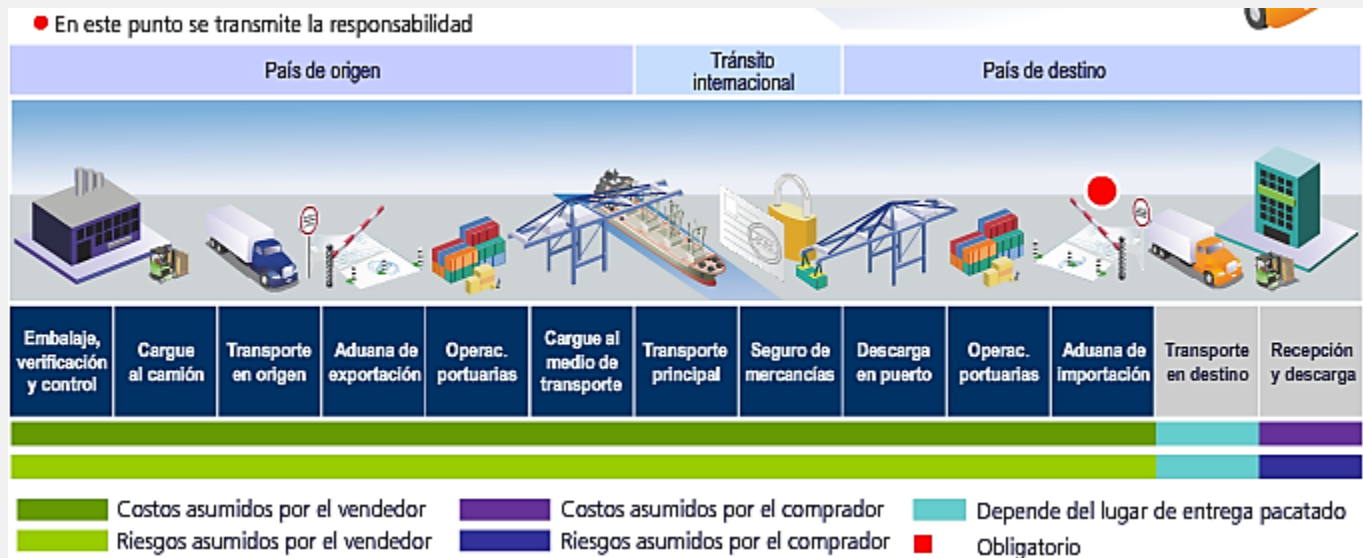 En este punto se transmite la responsabilidad
País de origen
Tránsito
internacional
País de destino
Embalaje,
verificación
y control
Cargue
al camión
Transporte
en origen
Aduana de
exportación
Operac.
portuarias
Cargue al
medio de
transporte
Transporte
principal
Seguro de
mercancías
Descarga
en puerto
Operac.
portuarias
Aduana de
importación
Transporte
en destino
Recepción
y descarga
Costos asumidos por el vendedor
Costos asumidos por el comprador
Depende del lugar de entrega pacatado
Riesgos asumidos por el vendedor
Riesgos asumidos por el comprador
Obligatorio